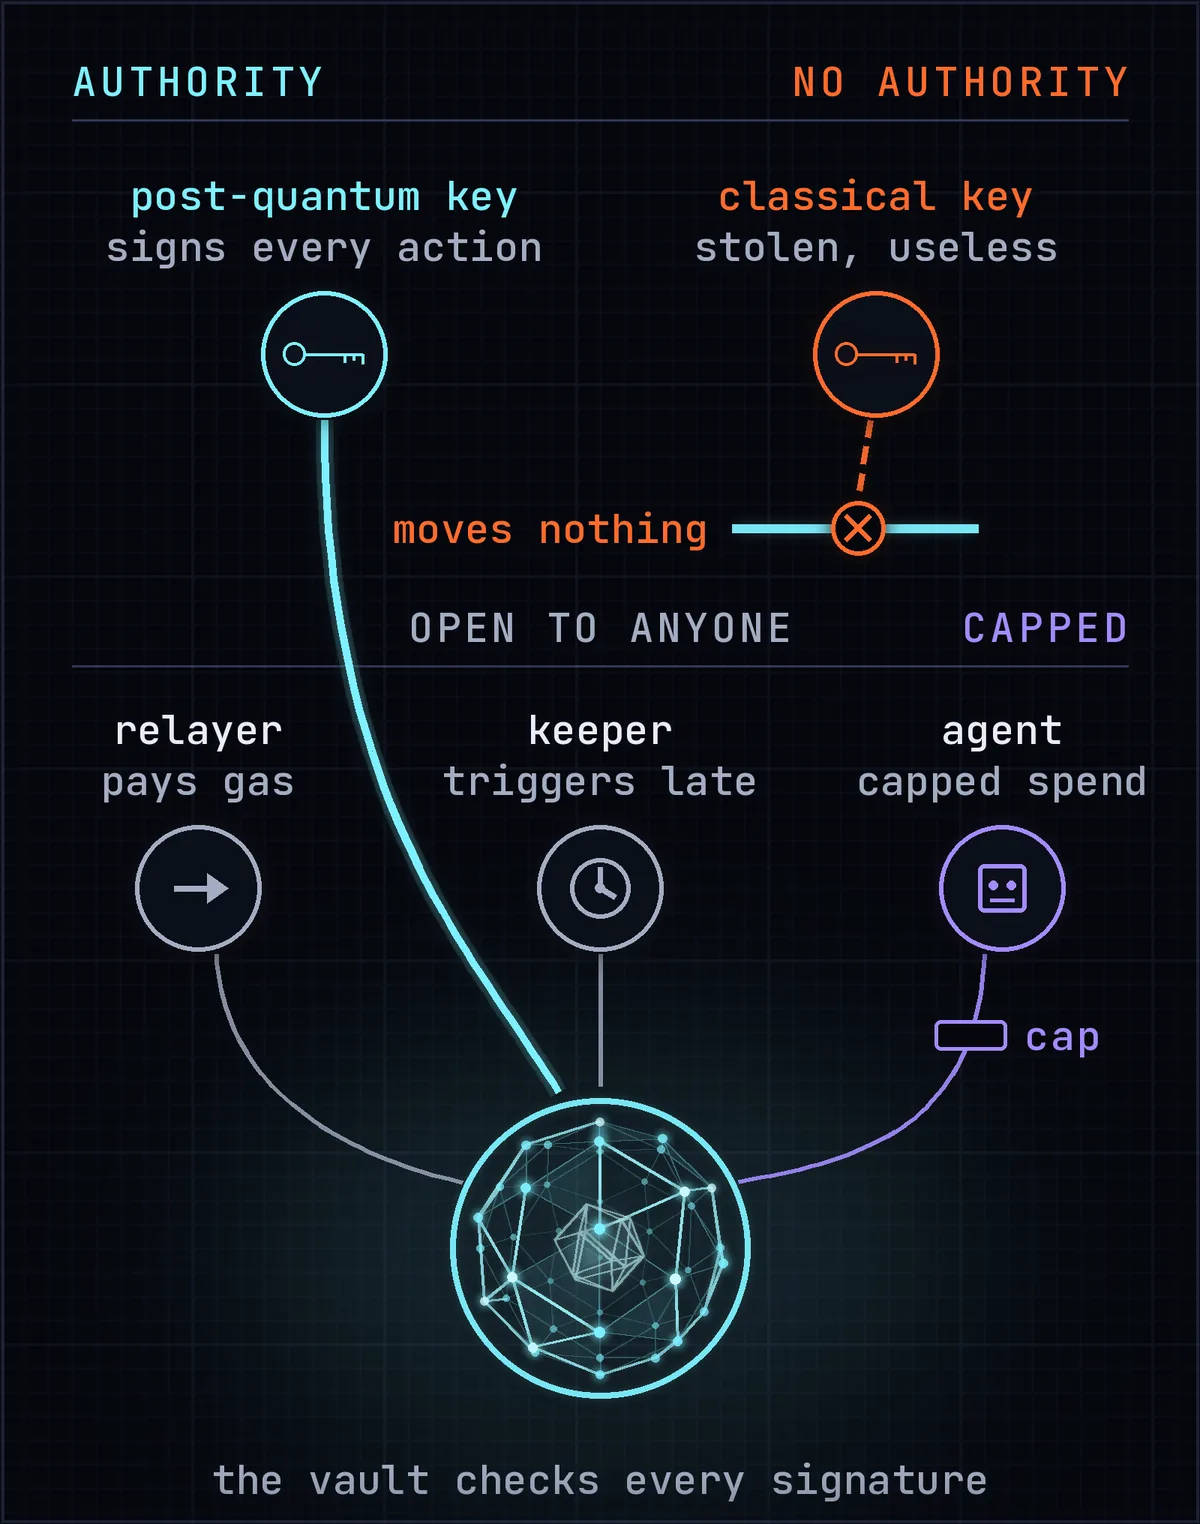 AUTHORITY
NO AUTHORITY
post-quantum key
signs every action
classical key
stolen, useless
moves nothing
OPEN TO ANYONE
CAPPED
relayer
pays gas
keeper
triggers late
agent
capped spend
cap
the vault checks every signature